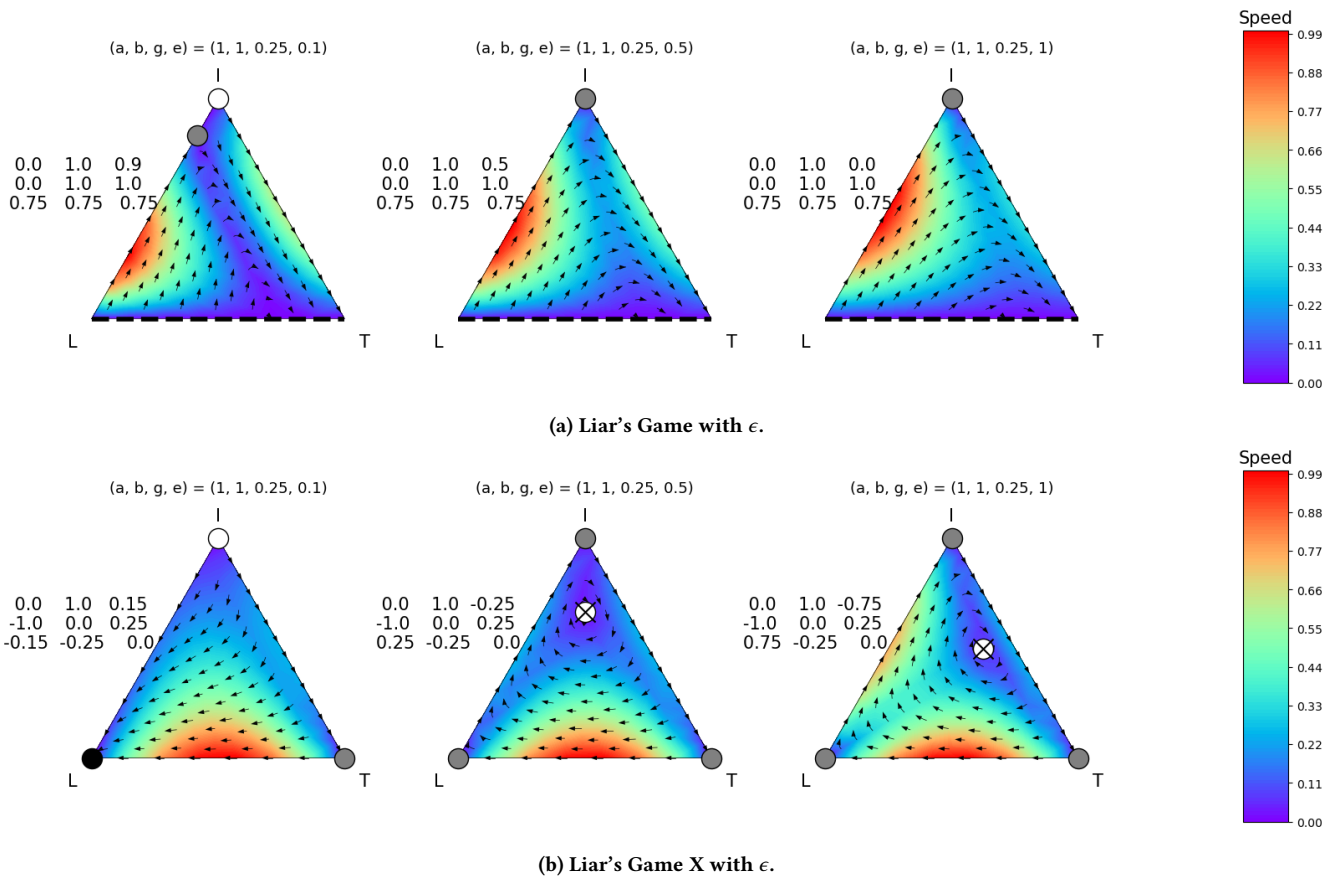 Speed
(a, b, g, e) = (1, 1, 0.25, 0.1) (a, b, g, e) = (1, 1, 0.25, 0.5) (a, b, g, e) = (1, 1, 0.25, 1)
I I I
0.0 1.0 0.9 0.0 1.0 0.5 0.0 1.0 0.0
0.0 1.0 1.0 0.0 1.0 1.0 0.0 1.0 1.0
0.75 0.75 0.75 0.75 0.75 0.75 0.75 0.75 0.75
L T L T L T
0.99
0.88
0.77
0.66
0.55
0.44
0.33
0.22
0.11
0.00
(a) Liar's Game with ϵ.
Speed
(a, b, g, e) = (1, 1, 0.25, 0.1) (a, b, g, e) = (1, 1, 0.25, 0.5) (a, b, g, e) = (1, 1, 0.25, 1)
I I I
0.0 1.0 0.15 0.0 1.0 -0.25 0.0 1.0 -0.75
-1.0 0.0 0.25 -1.0 0.0 0.25 -1.0 0.0 0.25
-0.15 -0.25 0.0 0.25 -0.25 0.0 0.75 -0.25 0.0
L T L T L T
0.99
0.88
0.77
0.66
0.55
0.44
0.33
0.22
0.11
0.00
(b) Liar's Game X with ϵ.